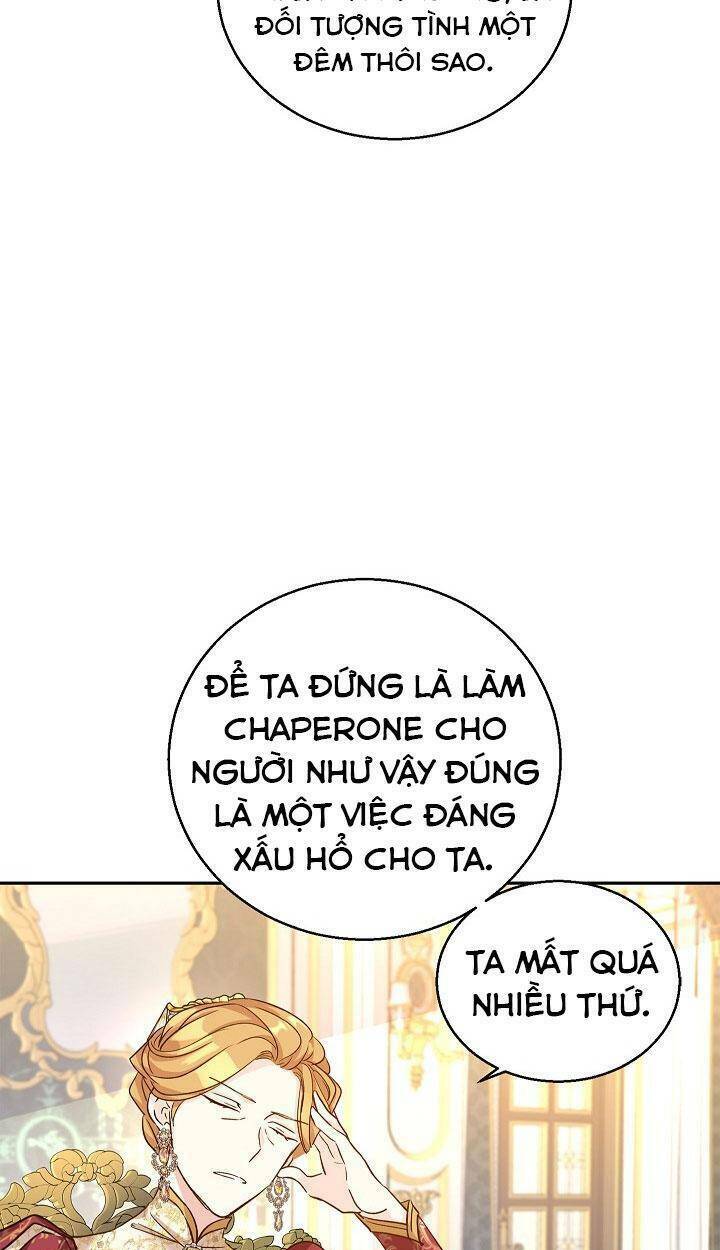 ĐỐI TƯỢNG TÌNH MỘT
ĐÊM THÔI SAO.
ĐỂ TA ĐỨNG LÀ LÀM
CHAPERONE CHO
NGƯỜI NHƯ VẬY ĐÚNG
LÀ MỘT VIỆC ĐÁNG
XẤU HỔ CHO TA.
TA MẤT QUÁ
NHIỀU THỨ.